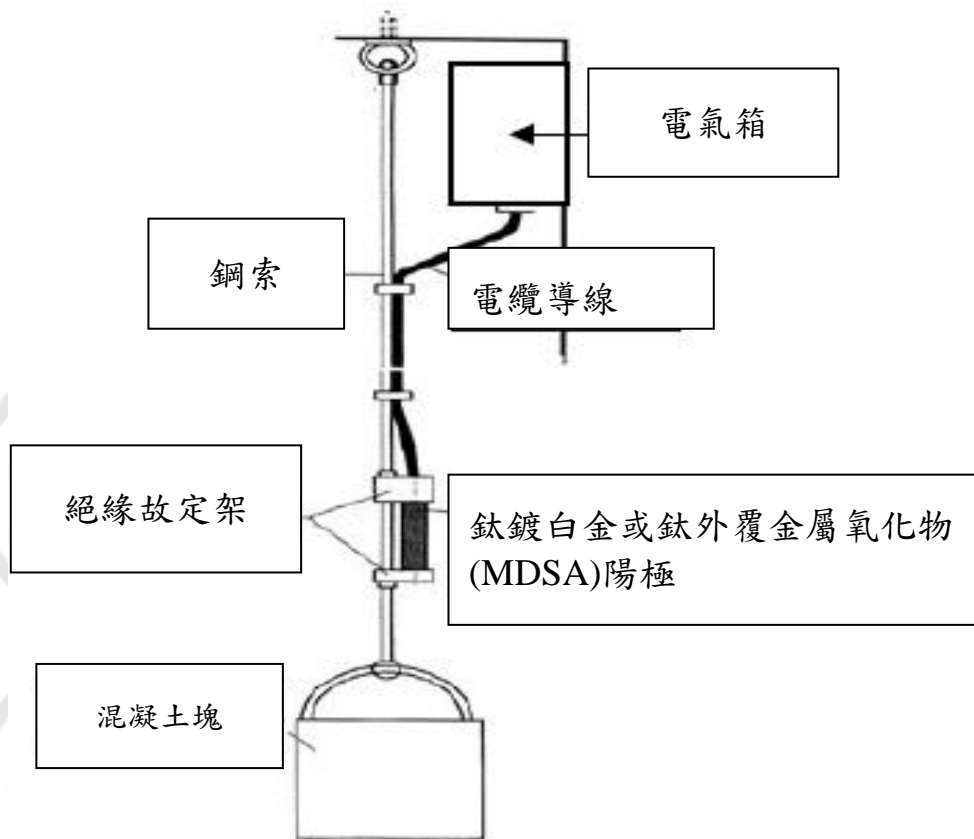 電氣箱
鋼索
電纜導線
絕緣故定架
鈦鍍白金或鈦外覆金屬氧化物
(MDSA)陽極
混凝土塊